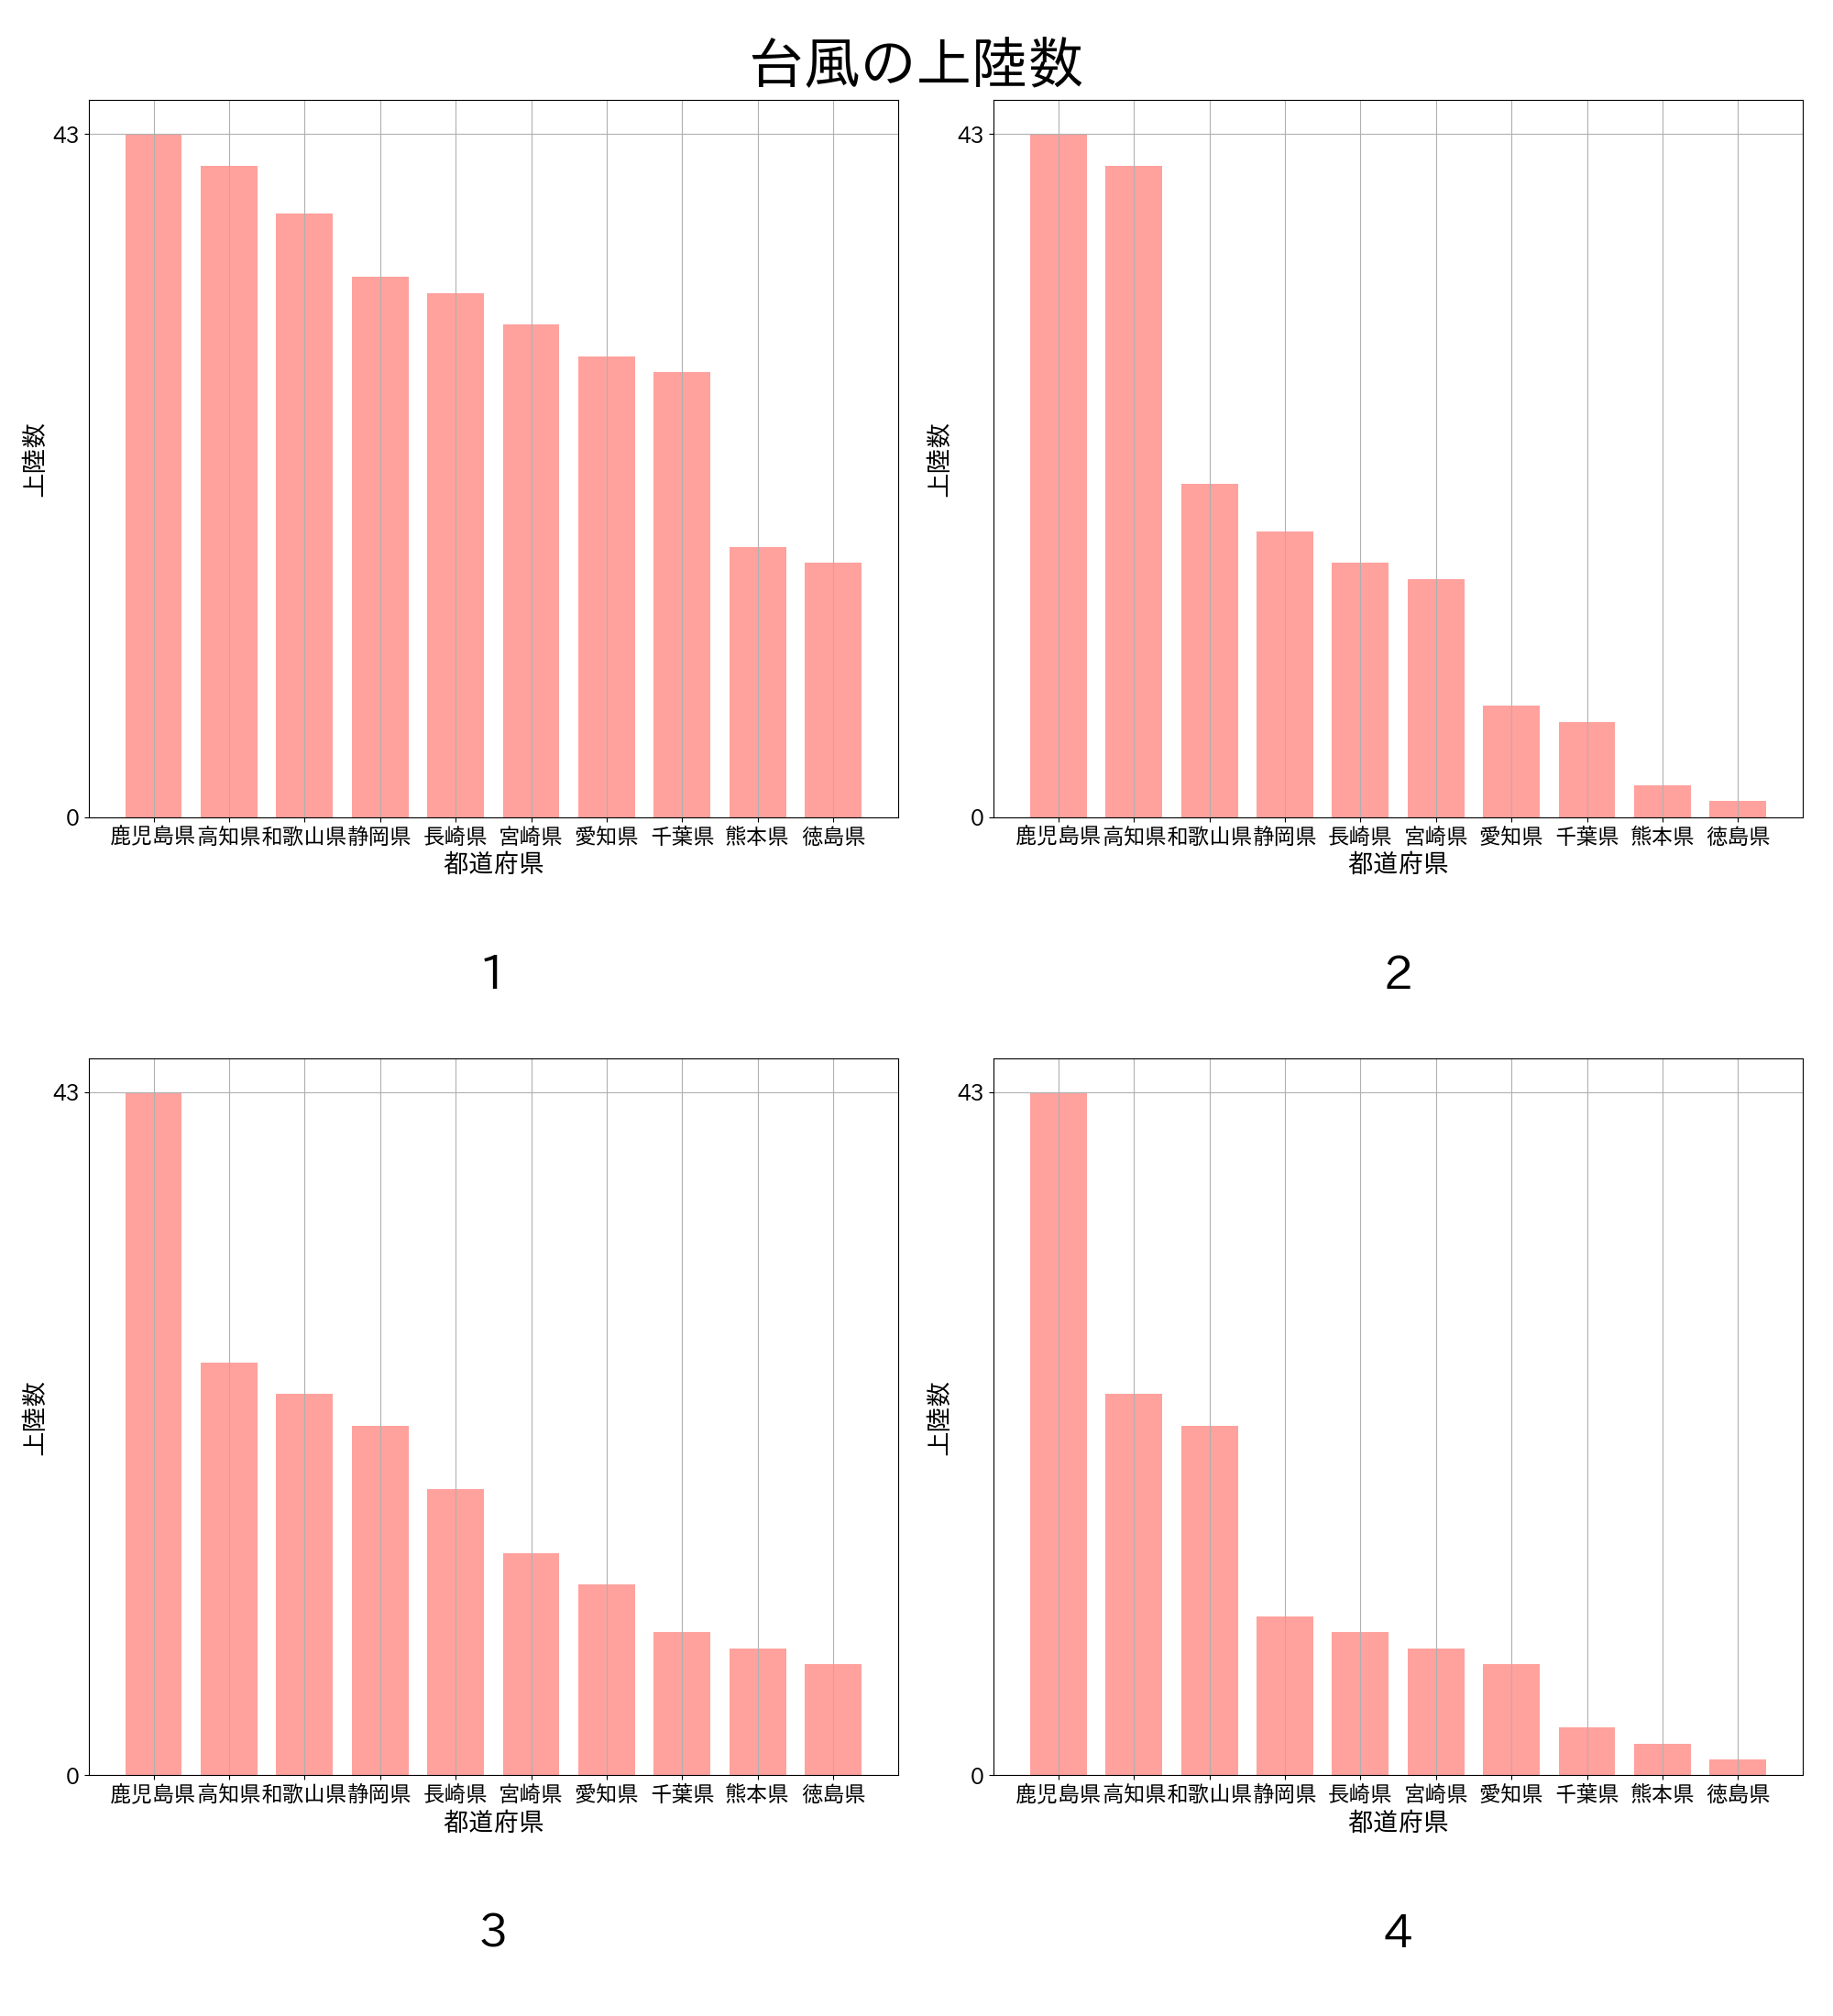 台風の上陸数
43
0
上陸数
鹿児島県 高知県 和歌山県 静岡県 長崎県 宮崎県 愛知県 千葉県 熊本県 徳島県
都道府県
1
43
0
上陸数
鹿児島県 高知県 和歌山県 静岡県 長崎県 宮崎県 愛知県 千葉県 熊本県 徳島県
都道府県
2
43
0
上陸数
鹿児島県 高知県 和歌山県 静岡県 長崎県 宮崎県 愛知県 千葉県 熊本県 徳島県
都道府県
3
43
0
上陸数
鹿児島県 高知県 和歌山県 静岡県 長崎県 宮崎県 愛知県 千葉県 熊本県 徳島県
都道府県
4